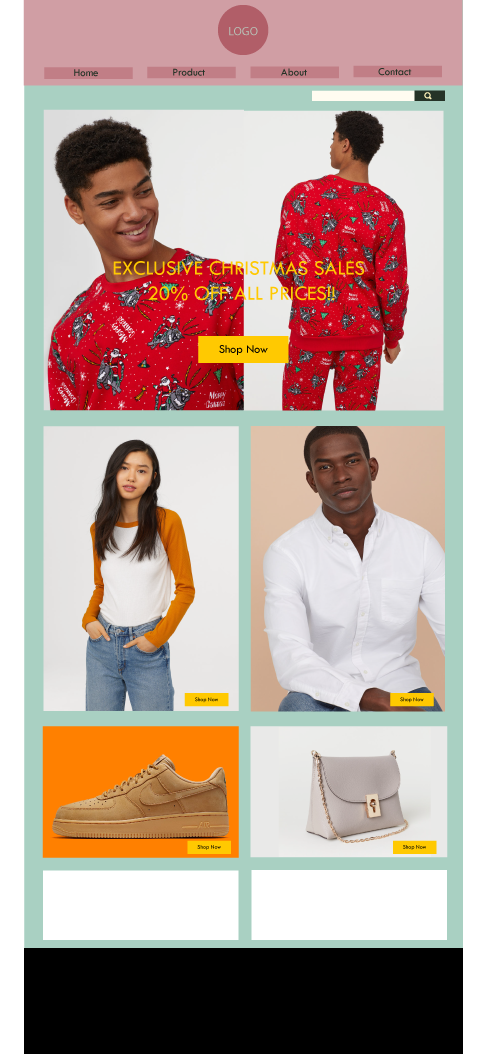 LOGO
Home
Product
About
Contact
EXCLUSIVE CHRISTMAS SALES
20% OFF ALL PRICES!!
Shop Now
Shop Now
Shop Now
Shop Now
Shop Now